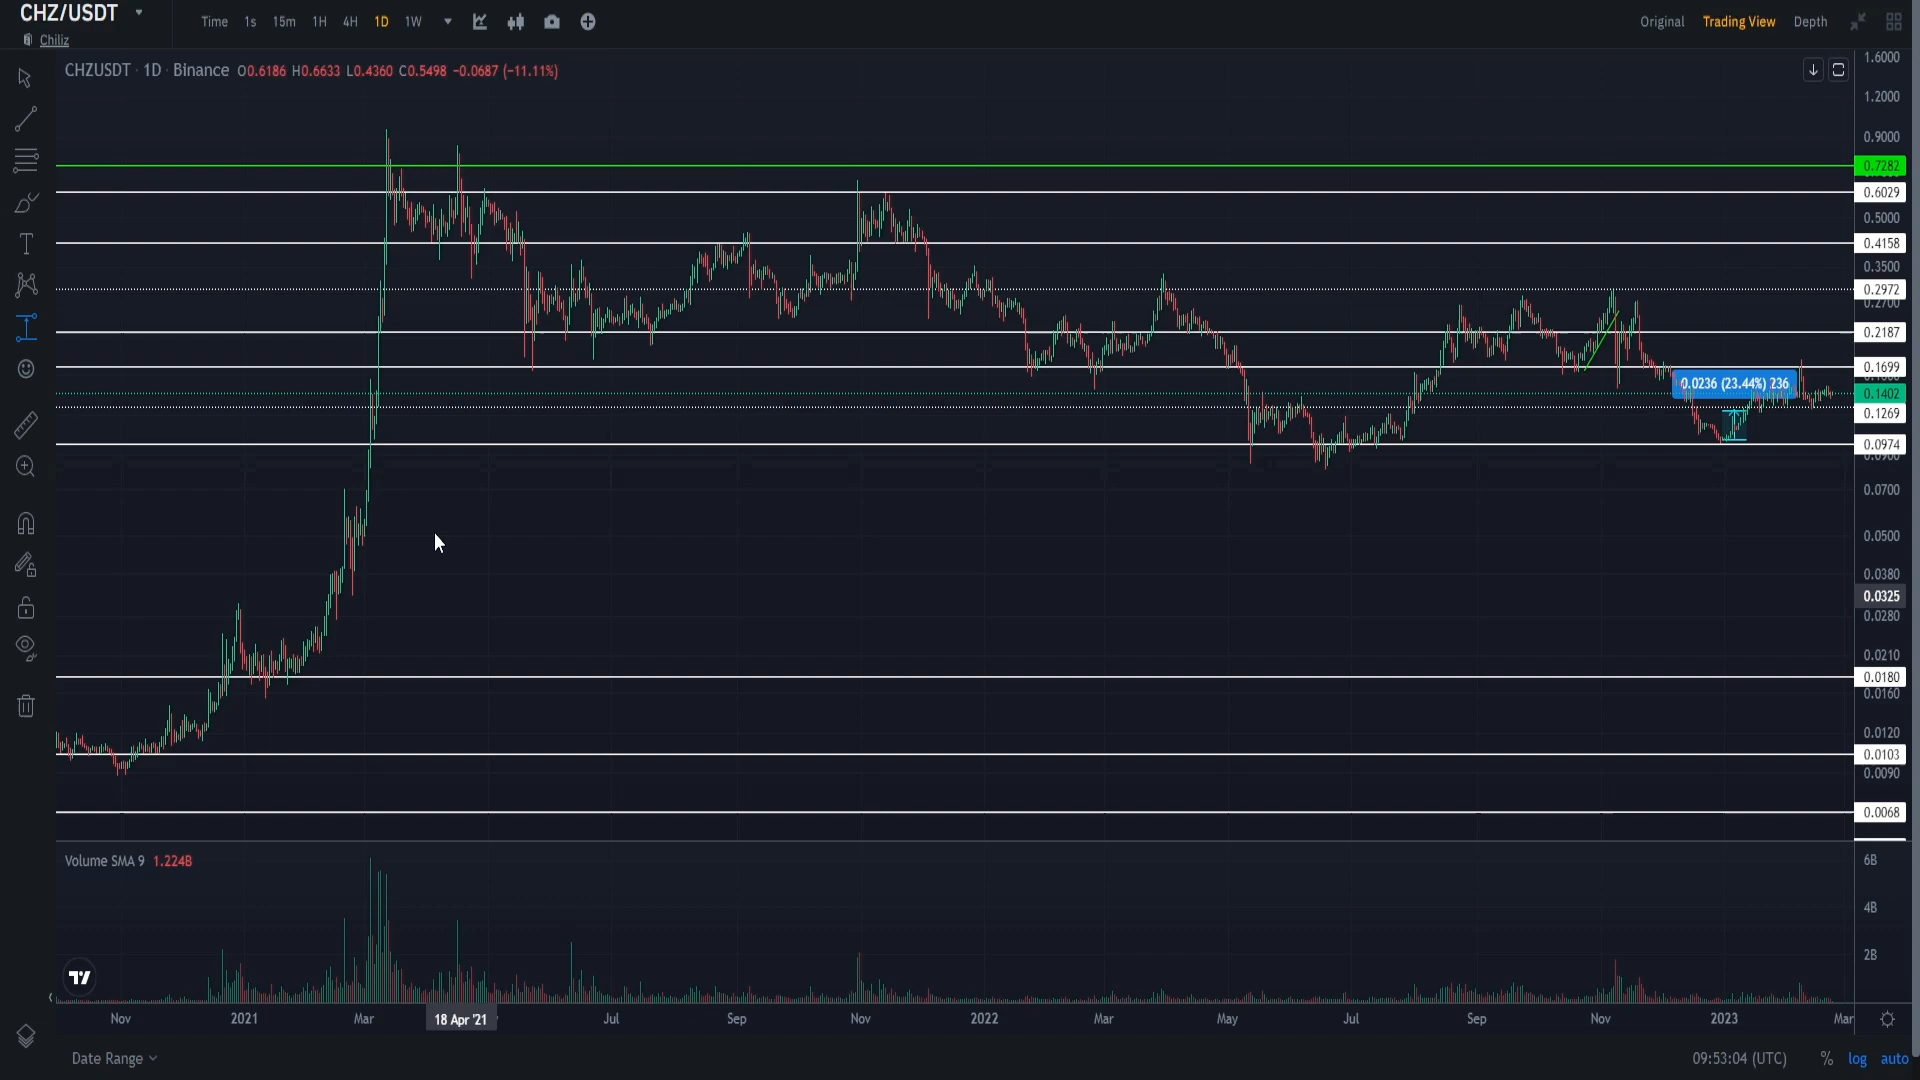 CHZ/USDT
Chiliz
Time 1s 15m 1H 4H 1D 1W
Original Trading View Depth
CHZUSDT · 1D · Binance O0.6186 H0.6633 L0.4360 C0.5498 −0.0687 (−11.11%)
1.6000
1.2000
0.9000
0.7282
0.6029
0.5000
0.4158
0.3500
0.2972
0.2700
0.2187
0.1699
0.0236 (23.44%) 236
0.1402
0.1269
0.0974
0.0900
0.0700
0.0500
0.0380
0.0325
0.0280
0.0210
0.0180
0.0160
0.0120
0.0103
0.0090
0.0068
Volume SMA 9 1.224B
6B
4B
2B
Nov 2021 Mar 18 Apr '21 Jul Sep Nov 2022 Mar May Jul Sep Nov 2023 Mar
Date Range
09:53:04 (UTC) % log auto